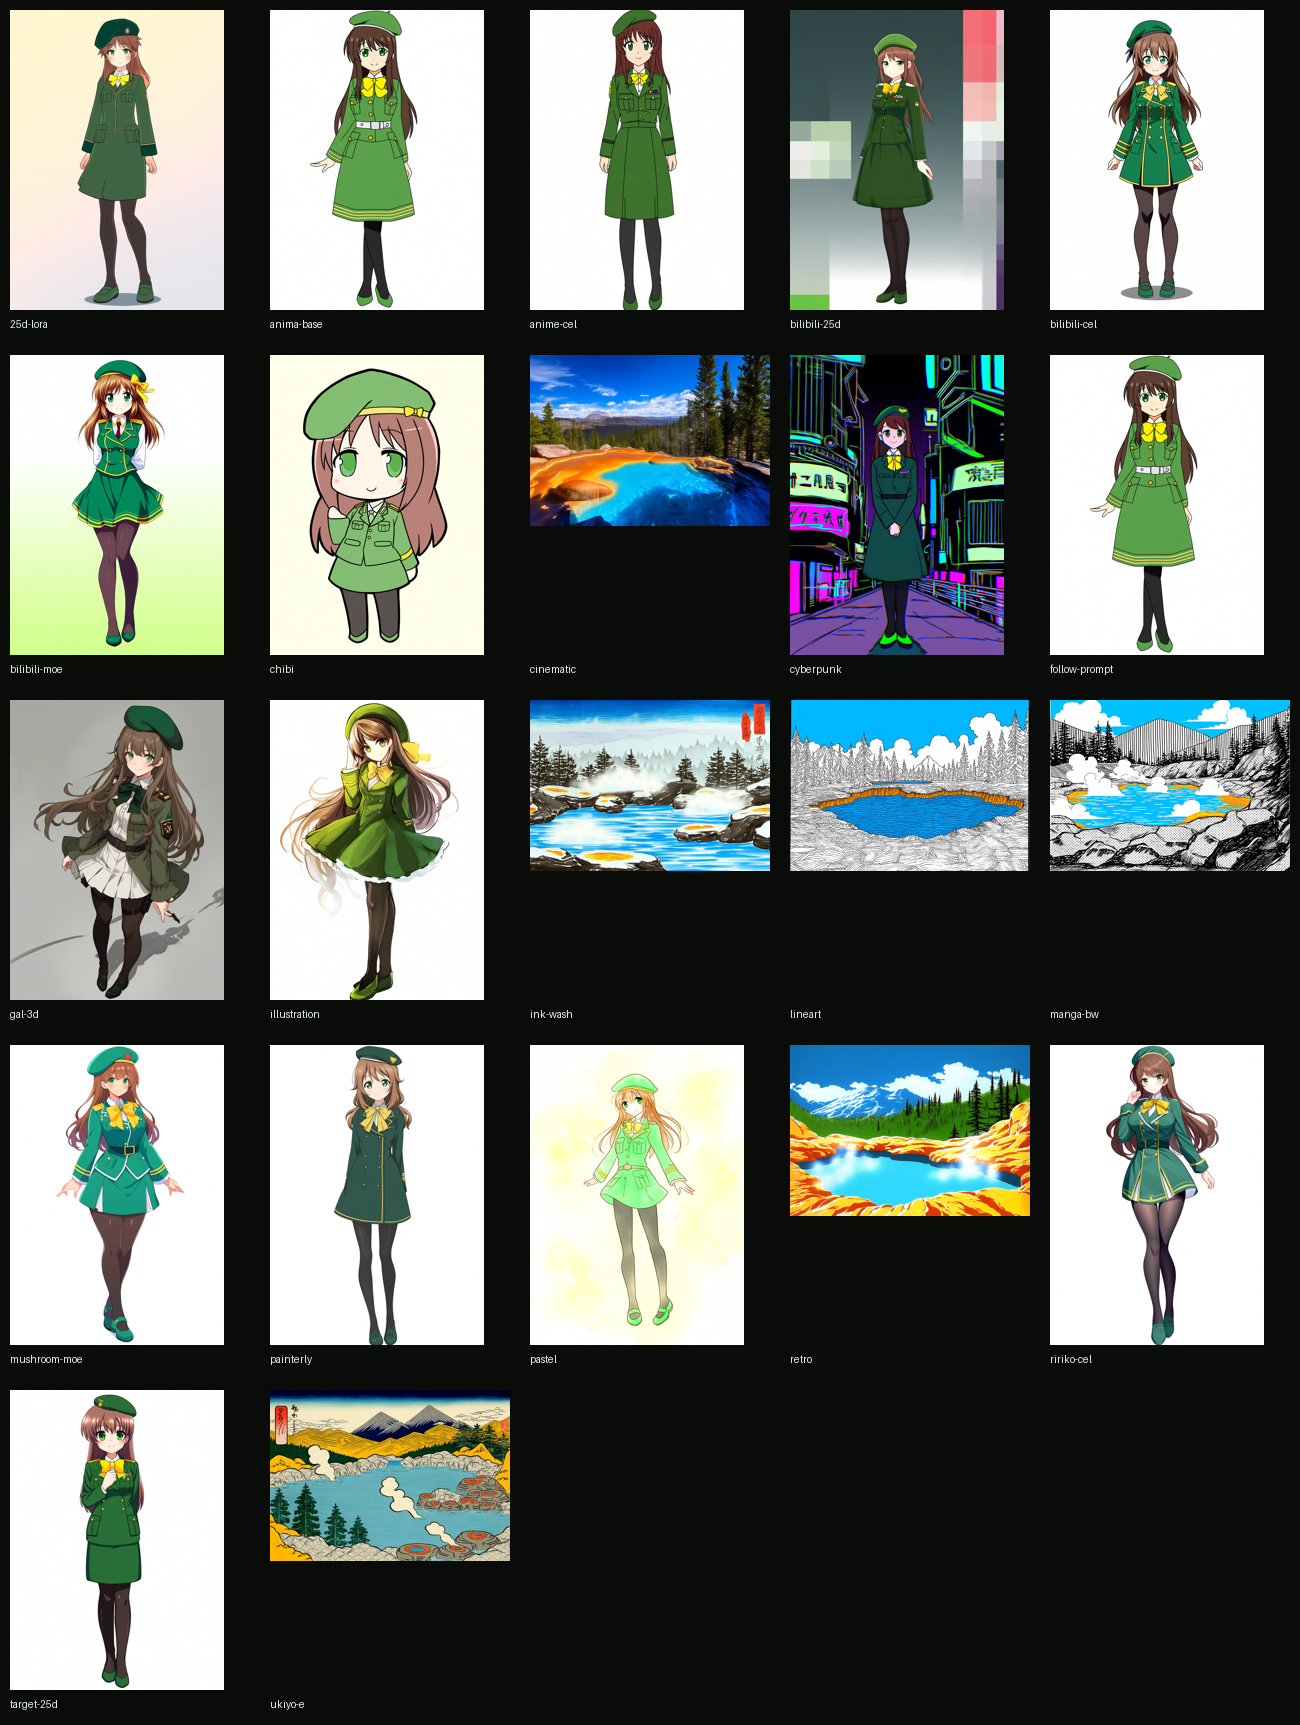 25d-lora
anima-base
anime-cel
bilibili-25d
bilibili-cel
bilibili-moe
chibi
cinematic
cyberpunk
follow-prompt
gal-3d
illustration
ink-wash
lineart
manga-bw
mushroom-moe
painterly
pastel
retro
ririko-cel
target-25d
ukiyo-e